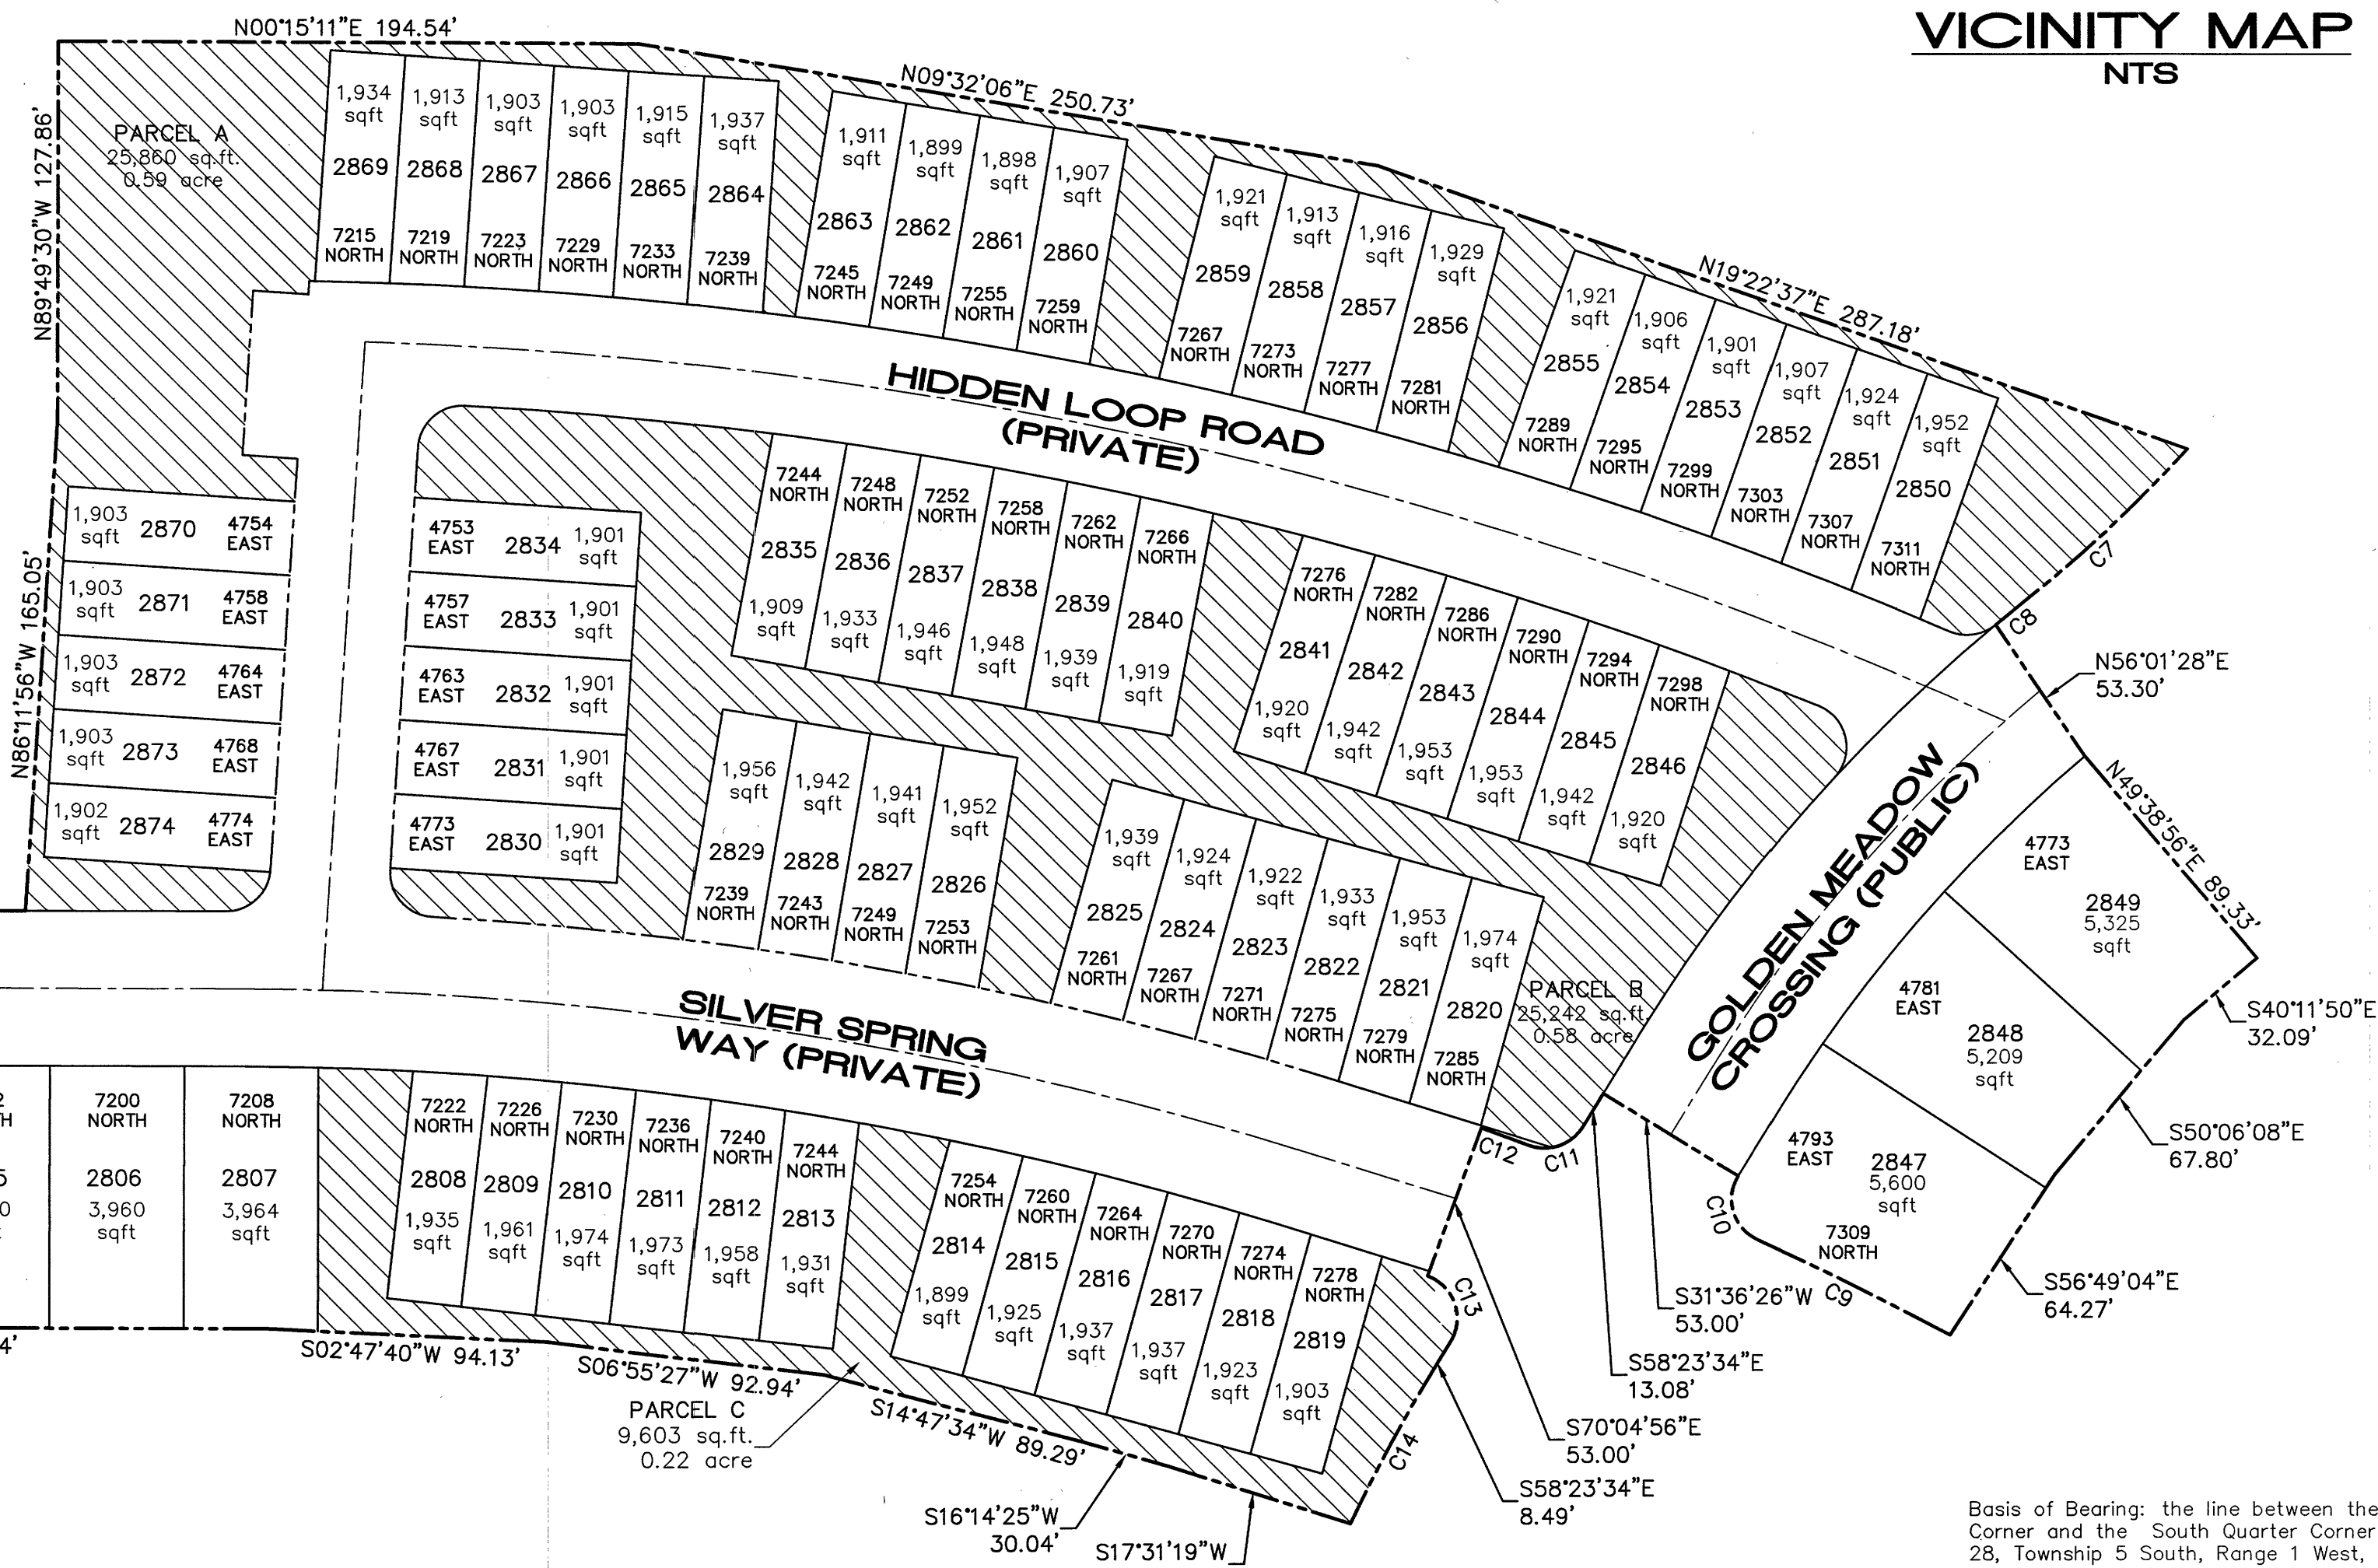 VICINITY MAP
NTS
N00°15'11"E 194.54'
N09°32'06"E 250.73'
N19°22'37"E 287.18'
N89°49'30"W 127.86'
N86°11'56"W 165.05'
PARCEL A
25,860 sq.ft.
0.59 acre
1,934
sqft
2869
7215
NORTH
1,913
sqft
2868
7219
NORTH
1,903
sqft
2867
7223
NORTH
1,903
sqft
2866
7229
NORTH
1,915
sqft
2865
7233
NORTH
1,937
sqft
2864
7239
NORTH
1,911
sqft
2863
7245
NORTH
1,899
sqft
2862
7249
NORTH
1,898
sqft
2861
7255
NORTH
1,907
sqft
2860
7259
NORTH
1,921
sqft
2859
7267
NORTH
1,913
sqft
2858
7273
NORTH
1,916
sqft
2857
7277
NORTH
1,929
sqft
2856
7281
NORTH
1,921
sqft
2855
7289
NORTH
1,906
sqft
2854
7295
NORTH
1,901
sqft
2853
7299
NORTH
1,907
sqft
2852
7303
NORTH
1,924
sqft
2851
7307
NORTH
1,952
sqft
2850
7311
NORTH
C7
C8
HIDDEN LOOP ROAD
(PRIVATE)
1,903
sqft
2870
4754
EAST
1,903
sqft
2871
4758
EAST
1,903
sqft
2872
4764
EAST
1,903
sqft
2873
4768
EAST
1,902
sqft
2874
4774
EAST
4753
EAST
2834
1,901
sqft
4757
EAST
2833
1,901
sqft
4763
EAST
2832
1,901
sqft
4767
EAST
2831
1,901
sqft
4773
EAST
2830
1,901
sqft
7244
NORTH
2835
1,909
sqft
7248
NORTH
2836
1,933
sqft
7252
NORTH
2837
1,946
sqft
7258
NORTH
2838
1,948
sqft
7262
NORTH
2839
1,939
sqft
7266
NORTH
2840
1,919
sqft
7276
NORTH
2841
1,920
sqft
7282
NORTH
2842
1,942
sqft
7286
NORTH
2843
1,953
sqft
7290
NORTH
2844
1,953
sqft
7294
NORTH
2845
1,942
sqft
7298
NORTH
2846
1,920
sqft
1,956
sqft
2829
7239
NORTH
1,942
sqft
2828
7243
NORTH
1,941
sqft
2827
7249
NORTH
1,952
sqft
2826
7253
NORTH
1,939
sqft
2825
7261
NORTH
1,924
sqft
2824
7267
NORTH
1,922
sqft
2823
7271
NORTH
1,933
sqft
2822
7275
NORTH
1,953
sqft
2821
7279
NORTH
1,974
sqft
2820
7285
NORTH
PARCEL B
25,242 sq.ft.
0.58 acre
GOLDEN MEADOW
CROSSING (PUBLIC)
N56°01'28"E
53.30'
N49°38'56"E 89.33'
4773
EAST
2849
5,325
sqft
4781
EAST
2848
5,209
sqft
4793
EAST
2847
5,600
sqft
7309
NORTH
S40°11'50"E
32.09'
S50°06'08"E
67.80'
S56°49'04"E
64.27'
C9
C10
C11
C12
C13
C14
S31°36'26"W
53.00'
S58°23'34"E
13.08'
S70°04'56"E
53.00'
S58°23'34"E
8.49'
SILVER SPRING
WAY (PRIVATE)
7200
NORTH
2806
3,960
sqft
7208
NORTH
2807
3,964
sqft
7222
NORTH
2808
1,935
sqft
7226
NORTH
2809
1,961
sqft
7230
NORTH
2810
1,974
sqft
7236
NORTH
2811
1,973
sqft
7240
NORTH
2812
1,958
sqft
7244
NORTH
2813
1,931
sqft
7254
NORTH
2814
1,899
sqft
7260
NORTH
2815
1,925
sqft
7264
NORTH
2816
1,937
sqft
7270
NORTH
2817
1,937
sqft
7274
NORTH
2818
1,923
sqft
7278
NORTH
2819
1,903
sqft
4'
S02°47'40"W 94.13'
S06°55'27"W 92.94'
PARCEL C
9,603 sq.ft.
0.22 acre
S14°47'34"W 89.29'
S16°14'25"W
30.04'
S17°31'19"W
Basis of Bearing: the line between the
Corner and the South Quarter Corner
28, Township 5 South, Range 1 West,